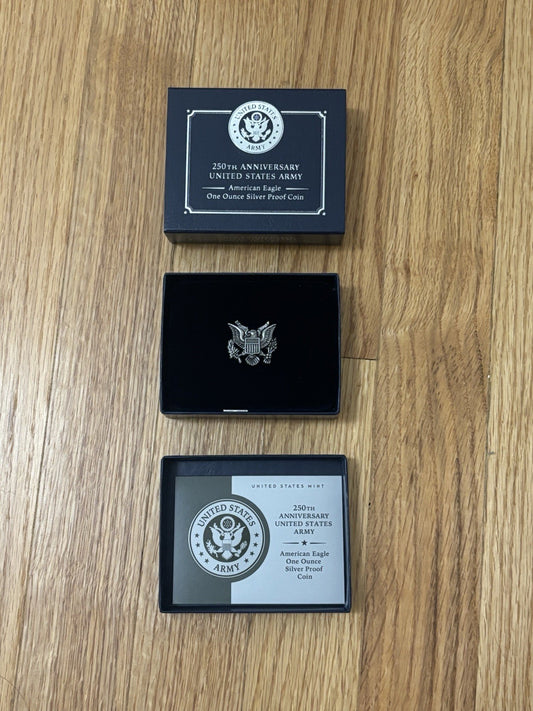 UNITED STATES
ARMY
250TH ANNIVERSARY
UNITED STATES ARMY
American Eagle
One Ounce Silver Proof Coin
UNITED STATES MINT
UNITED STATES
ARMY
250TH
ANNIVERSARY
UNITED STATES
ARMY
American Eagle
One Ounce
Silver Proof
Coin